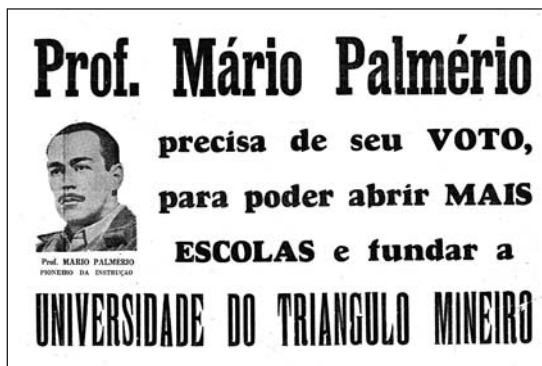 Prof. Mário Palmério
precisa de seu VOTO,
para poder abrir MAIS
ESCOLAS e fundar a
Prof. MÁRIO PALMERIO
PIONEIRO DA INSTRUÇÃO
UNIVERSIDADE DO TRIANGULO MINEIRO